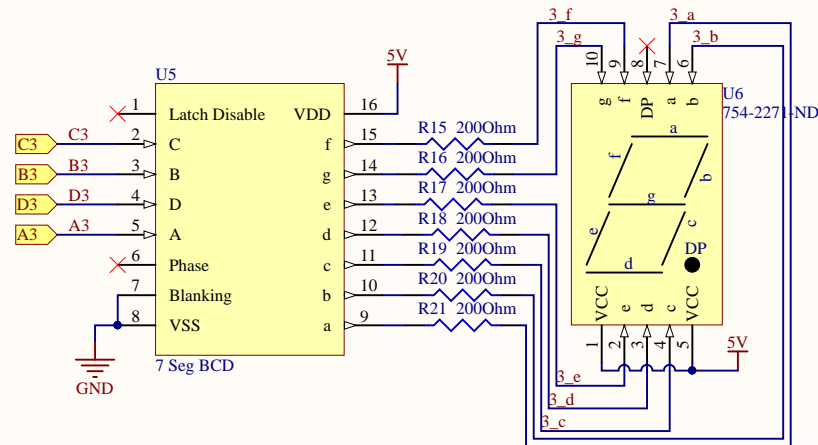 3_f
3_a
3_g
3_b
5V
10
9
8
7
6
U5
U6
754-2271-ND
g
f
DP
a
b
1
Latch Disable
VDD
16
C3
C3
2
C
f
15
R15
200Ohm
B3
B3
3
B
g
14
R16
200Ohm
D3
D3
4
D
e
13
R17
200Ohm
A3
A3
5
A
d
12
R18
200Ohm
6
Phase
c
11
R19
200Ohm
7
Blanking
b
10
R20
200Ohm
8
VSS
a
9
R21
200Ohm
a
f
b
g
e
c
d
DP
VCC
e
d
c
VCC
1
2
3
4
5
5V
GND
7 Seg BCD
3_e
3_d
3_c